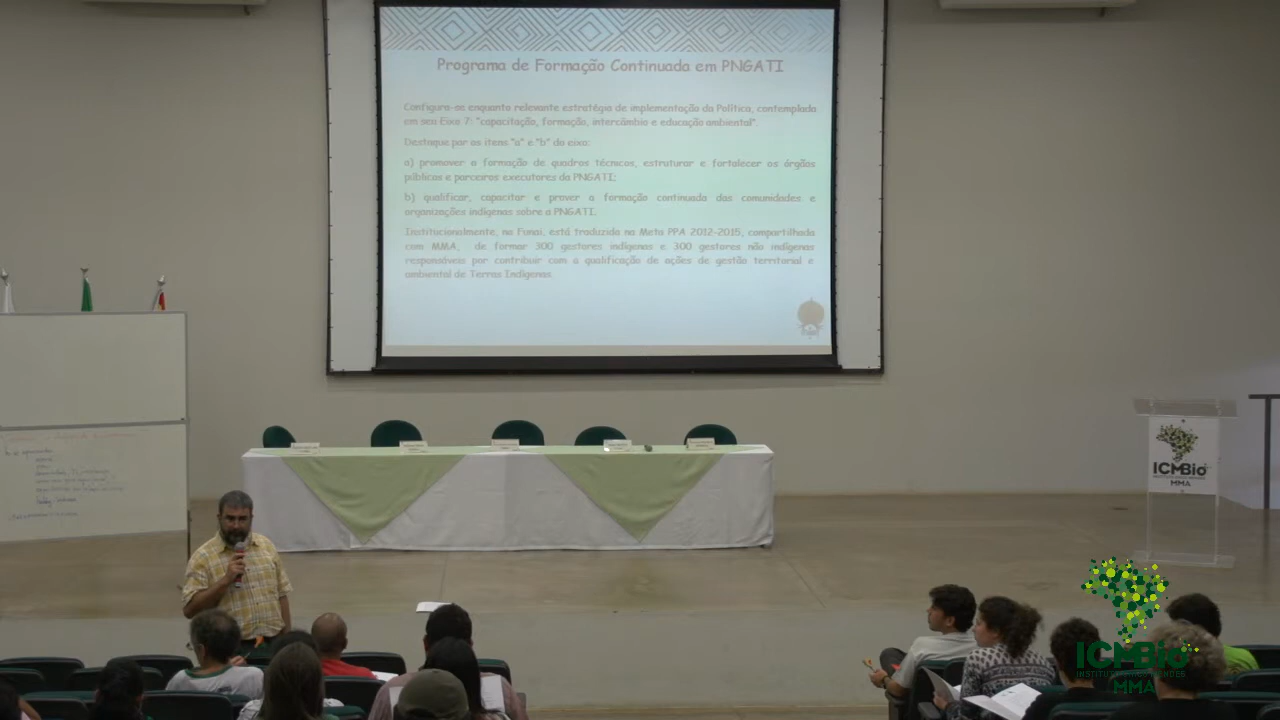 Programa de Formação Continuada em PNGATI
Configura-se enquanto relevante estratégia de implementação da Política, contemplada
em seu Eixo 7: "capacitação, formação, intercâmbio e educação ambiental".
Destaque par os itens "a" e "b" do eixo:
a) promover a formação de quadros técnicos, estruturar e fortalecer os órgãos
públicos e parceiros executores da PNGATI;
b) qualificar, capacitar e prover a formação continuada das comunidades e
organizações indígenas sobre a PNGATI.
Institucionalmente, na Funai, está traduzida na Meta PPA 2012-2015, compartilhada
com MMA, de formar 300 gestores indígenas e 300 gestores não indígenas
responsáveis por contribuir com a qualificação de ações de gestão territorial e
ambiental de Terras Indígenas.
ICMBio
MMA
ICMBio
INSTITUTO CHICO MENDES
MMA